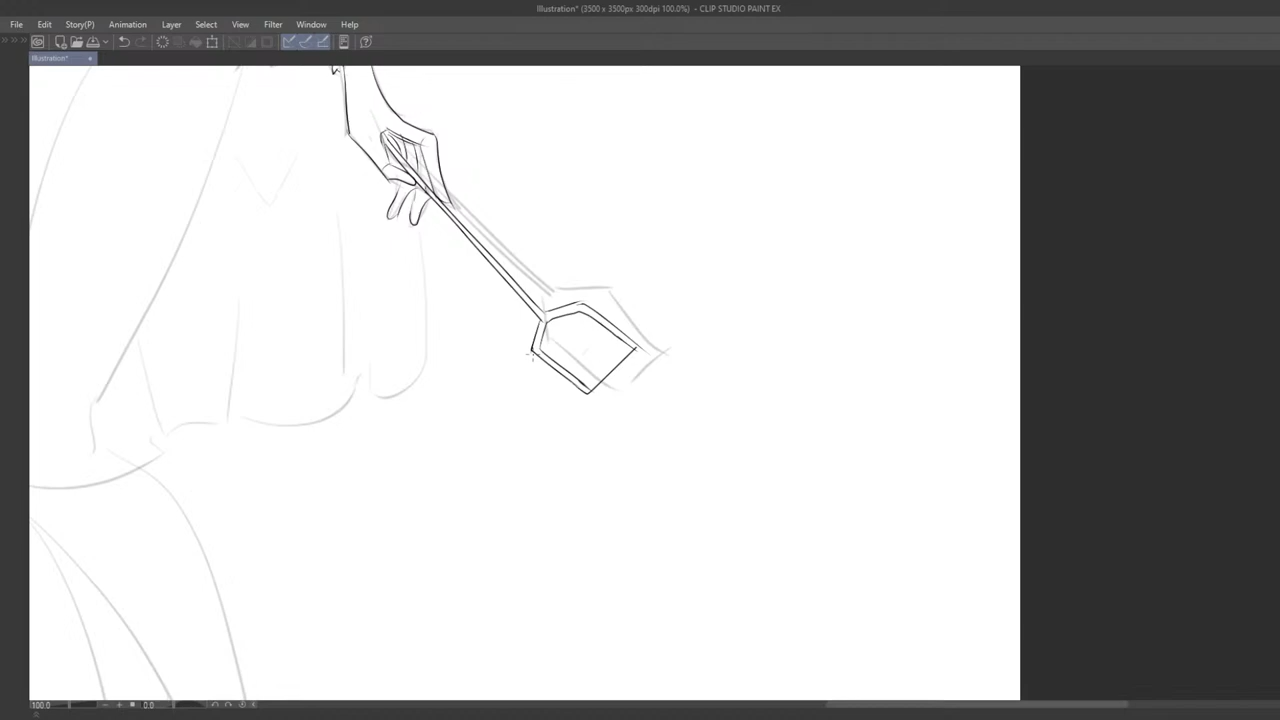 Illustration* (3500 x 3500px 300dpi 100.0%) - CLIP STUDIO PAINT EX
File Edit Story(P) Animation Layer Select View Filter Window Help
Illustration*
100.0 0.0